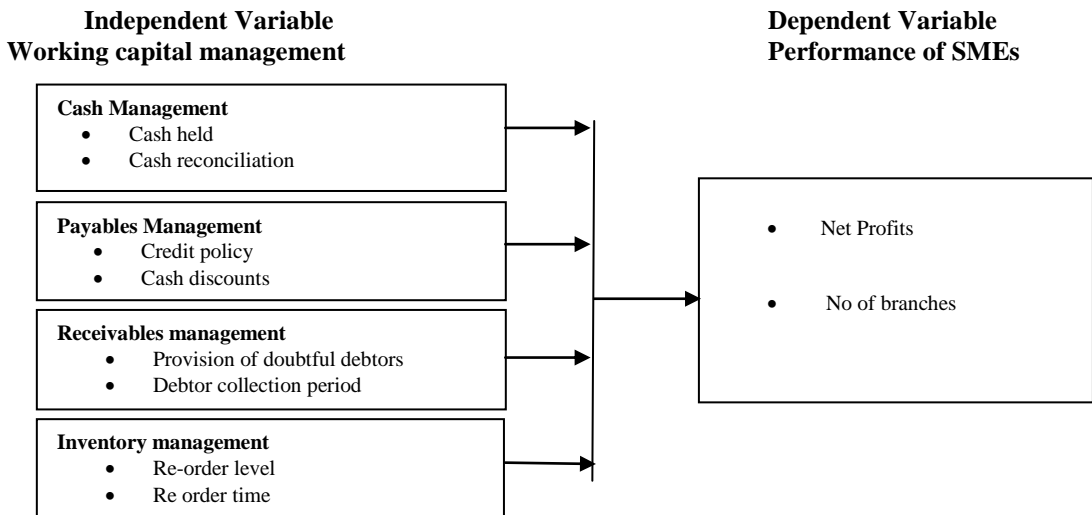 Independent Variable
Working capital management
Cash Management
• Cash held
• Cash reconciliation
Payables Management
• Credit policy
• Cash discounts
Receivables management
• Provision of doubtful debtors
• Debtor collection period
Inventory management
• Re-order level
• Re order time
Dependent Variable
Performance of SMEs
• Net Profits
• No of branches